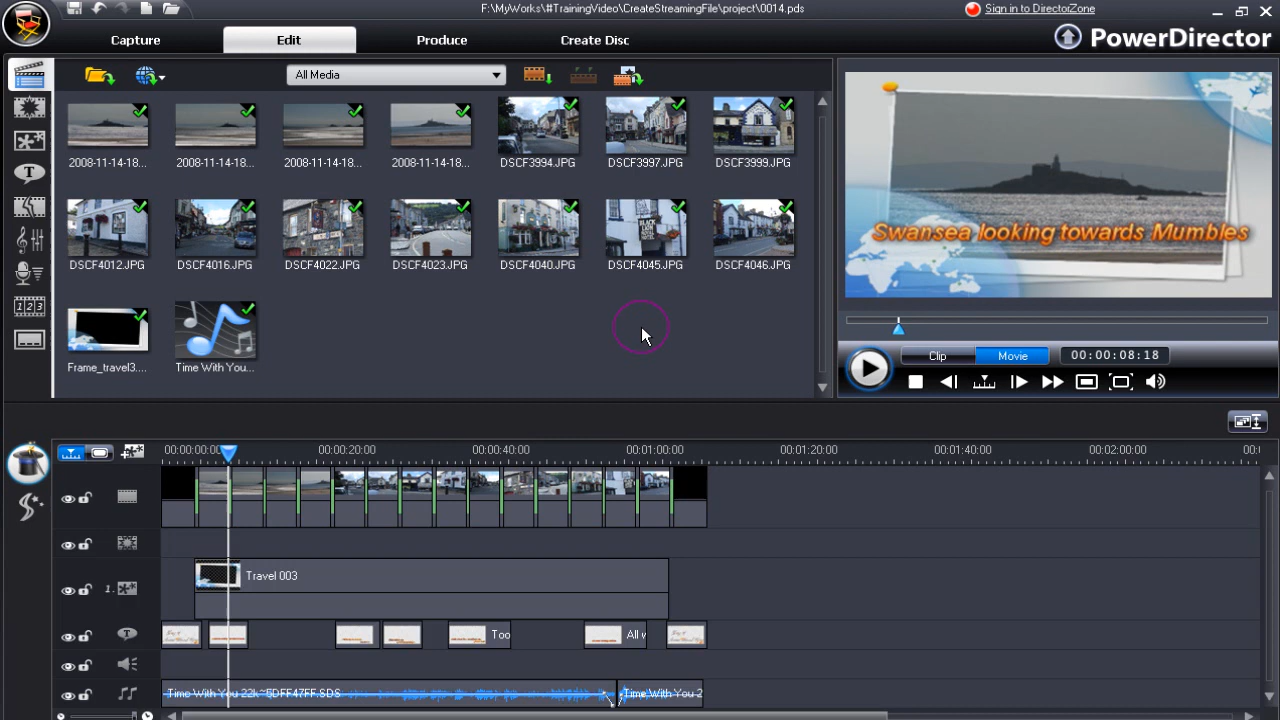 F:\MyWorks\#TrainingVideo\CreateStreamingFile\project\0014.pds
Sign in to DirectorZone
Capture
Edit
Produce
Create Disc
PowerDirector
All Media
2008-11-14-18...
2008-11-14-18...
2008-11-14-18...
2008-11-14-18...
DSCF3994.JPG
DSCF3997.JPG
DSCF3999.JPG
DSCF4012.JPG
DSCF4016.JPG
DSCF4022.JPG
DSCF4023.JPG
DSCF4040.JPG
DSCF4045.JPG
DSCF4046.JPG
Frame_travel3....
Time With You...
Swansea looking towards Mumbles
Clip
Movie
00:00:08:18
00:00:00:00
00:00:20:00
00:00:40:00
00:01:00:00
00:01:20:00
00:01:40:00
00:02:00:00
1.
Travel 003
Too
All
Time With You 22k~5DFF47FF.SDS
Time With You 2